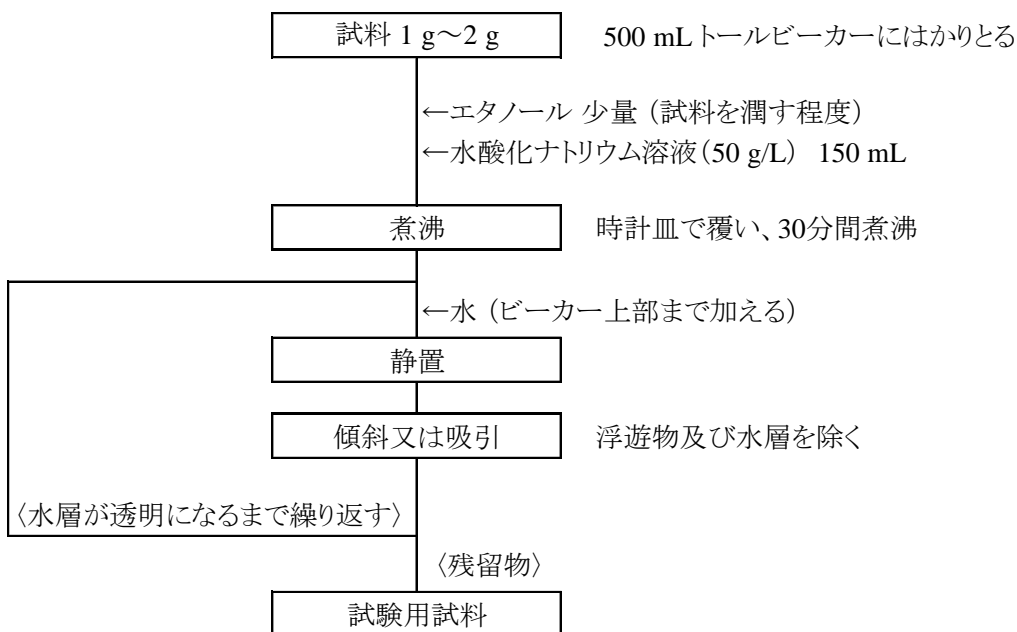 試料 1 g～2 g 500 mLトールビーカーにはかりとる
←エタノール 少量 (試料を潤す程度)
←水酸化ナトリウム溶液(50 g/L) 150 mL
煮沸 時計皿で覆い、30分間煮沸
←水 (ビーカー上部まで加える)
静置
傾斜又は吸引 浮遊物及び水層を除く
〈水層が透明になるまで繰り返す〉
〈残留物〉
試験用試料